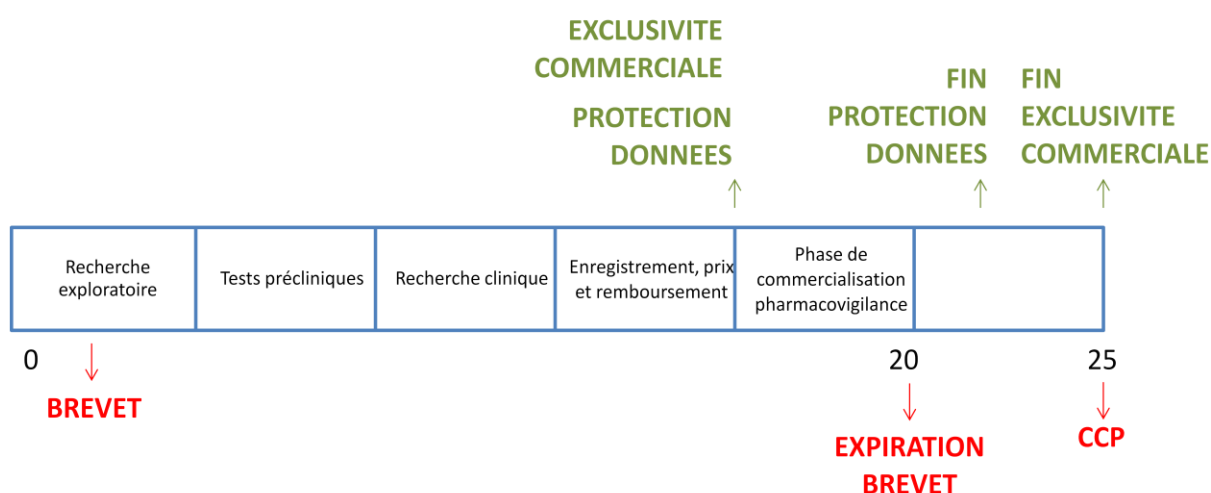 EXCLUSIVITE
COMMERCIALE
PROTECTION
DONNEES
FIN
PROTECTION
DONNEES
FIN
EXCLUSIVITE
COMMERCIALE
Recherche
exploratoire
Tests précliniques
Recherche clinique
Enregistrement, prix
et remboursement
Phase de
commercialisation
pharmacovigilance
0
20
25
BREVET
EXPIRATION
BREVET
CCP